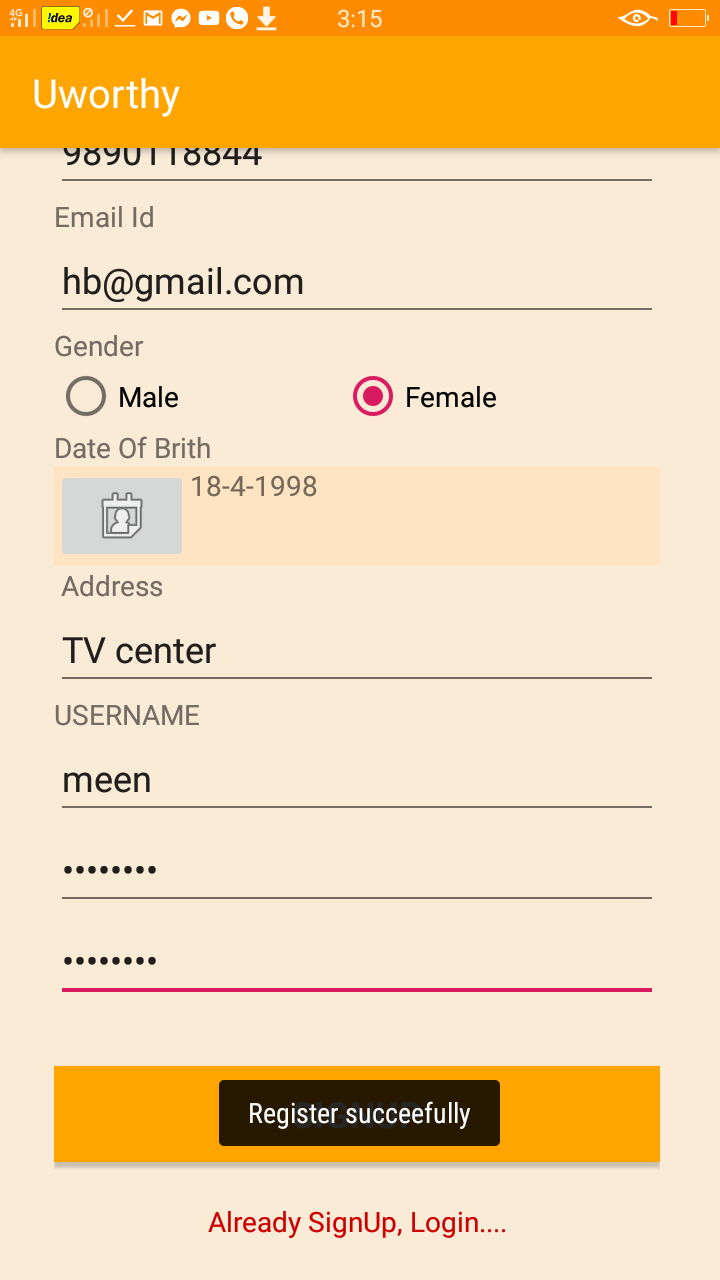 4G
!dea
3:15
Uworthy
9890118844
Email Id
hb@gmail.com
Gender
Male
Female
Date Of Brith
18-4-1998
Address
TV center
USERNAME
meen
••••••••
••••••••
Register succeefully
Already SignUp, Login....